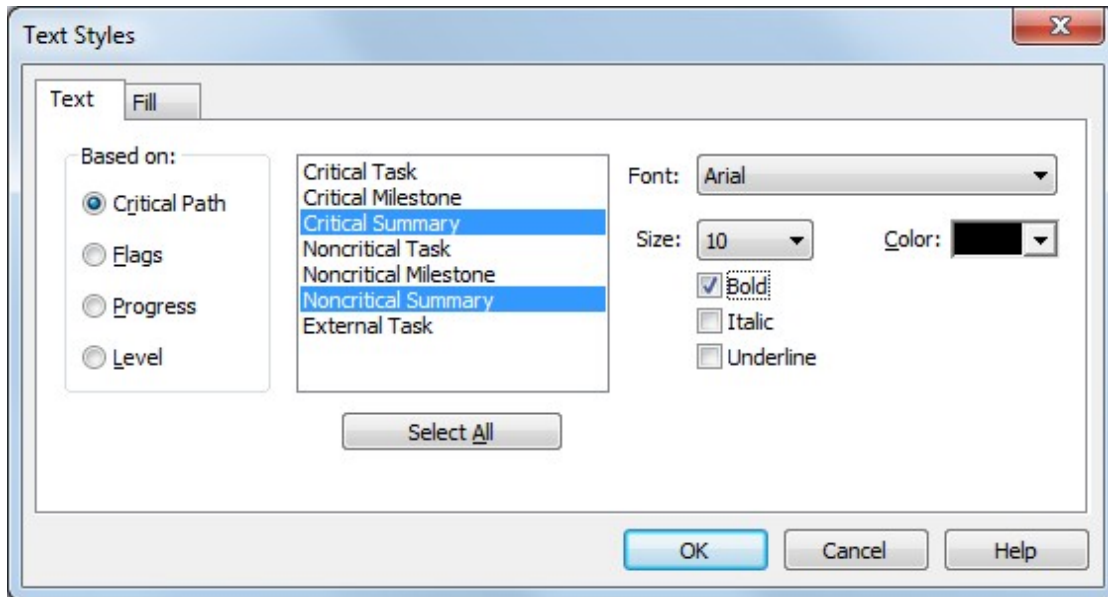 Text Styles
Text
Fill
Based on:
Critical Path
Flags
Progress
Level
Critical Task
Critical Milestone
Critical Summary
Noncritical Task
Noncritical Milestone
Noncritical Summary
External Task
Select All
Font: Arial
Size: 10 Color:
Bold
Italic
Underline
OK Cancel Help